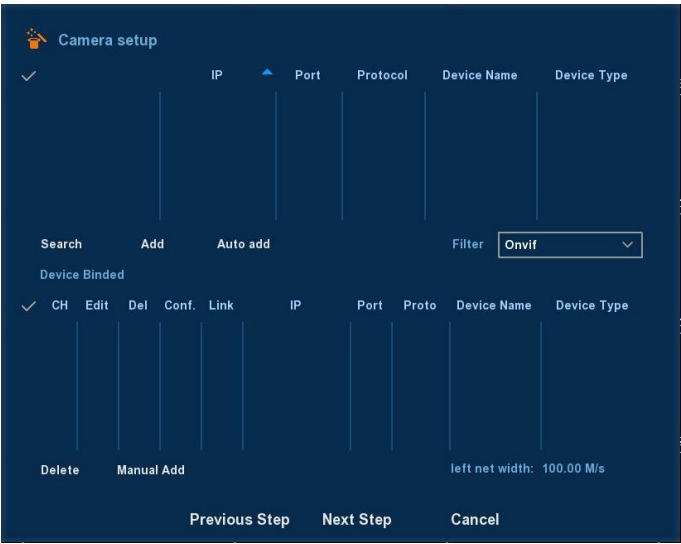 Camera setup
IP Port Protocol Device Name Device Type
Search Add Auto add Filter Onvif
Device Binded
CH Edit Del Conf. Link IP Port Proto Device Name Device Type
Delete Manual Add left net width: 100.00 M/s
Previous Step Next Step Cancel